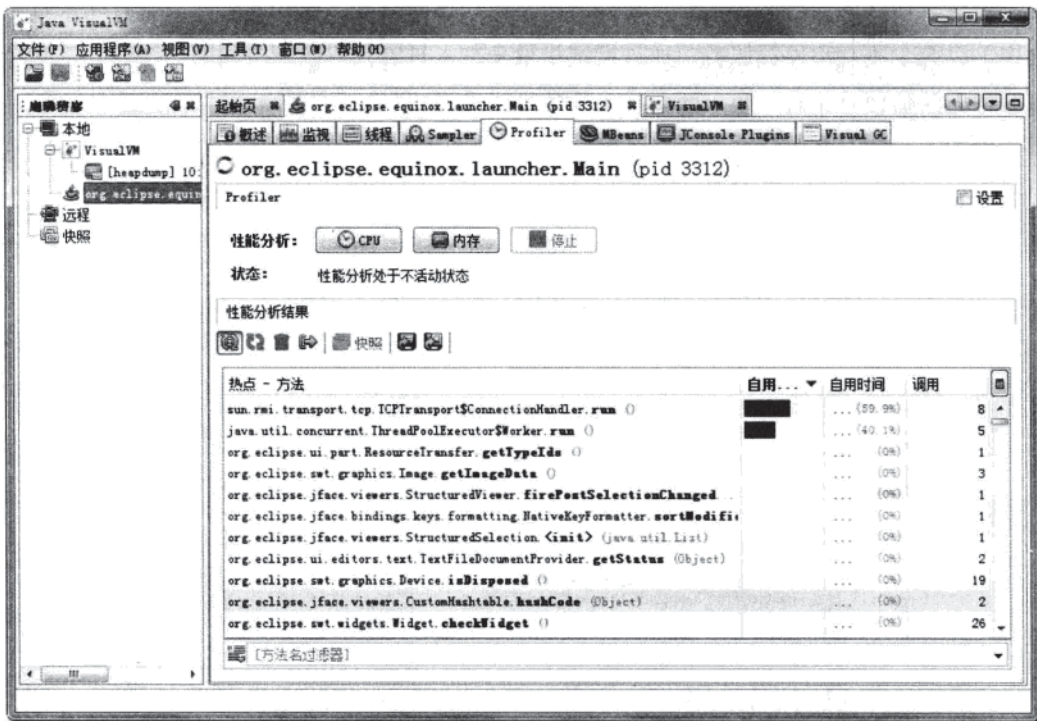 Java VisualVM
文件(F) 应用程序(A) 视图(V) 工具(T) 窗口(W) 帮助(H)
起始页 org.eclipse.equinox.launcher.Main (pid 3312) VisualVM
本地
VisualVM
[heapdump] 10:
org.eclipse.equin
远程
快照
概述 监视 线程 Sampler Profiler MBeans JConsole Plugins Visual GC
org.eclipse.equinox.launcher.Main (pid 3312)
Profiler 设置
性能分析: CPU 内存 停止
状态: 性能分析处于不活动状态
性能分析结果
快照
热点 - 方法 自用... 自用时间 调用
sun.rmi.transport.tcp.TCPTransport$ConnectionHandler.run () ... (59.9%) 8
java.util.concurrent.ThreadPoolExecutor$Worker.run () ... (40.1%) 5
org.eclipse.ui.part.ResourceTransfer.getTypeIds () ... (0%) 1
org.eclipse.swt.graphics.Image.getImageData () ... (0%) 3
org.eclipse.jface.viewers.StructuredViewer.firePostSelectionChanged ... (0%) 1
org.eclipse.jface.bindings.keys.formatting.NativeKeyFormatter.sortModifie ... (0%) 1
org.eclipse.jface.viewers.StructuredSelection.<init> (java.util.List) ... (0%) 1
org.eclipse.ui.editors.text.TextFileDocumentProvider.getStatus (Object) ... (0%) 2
org.eclipse.swt.graphics.Device.isDisposed () ... (0%) 19
org.eclipse.jface.viewers.CustomHashtable.hashCode (Object) ... (0%) 2
org.eclipse.swt.widgets.Widget.checkWidget () ... (0%) 26
[方法名过滤器]